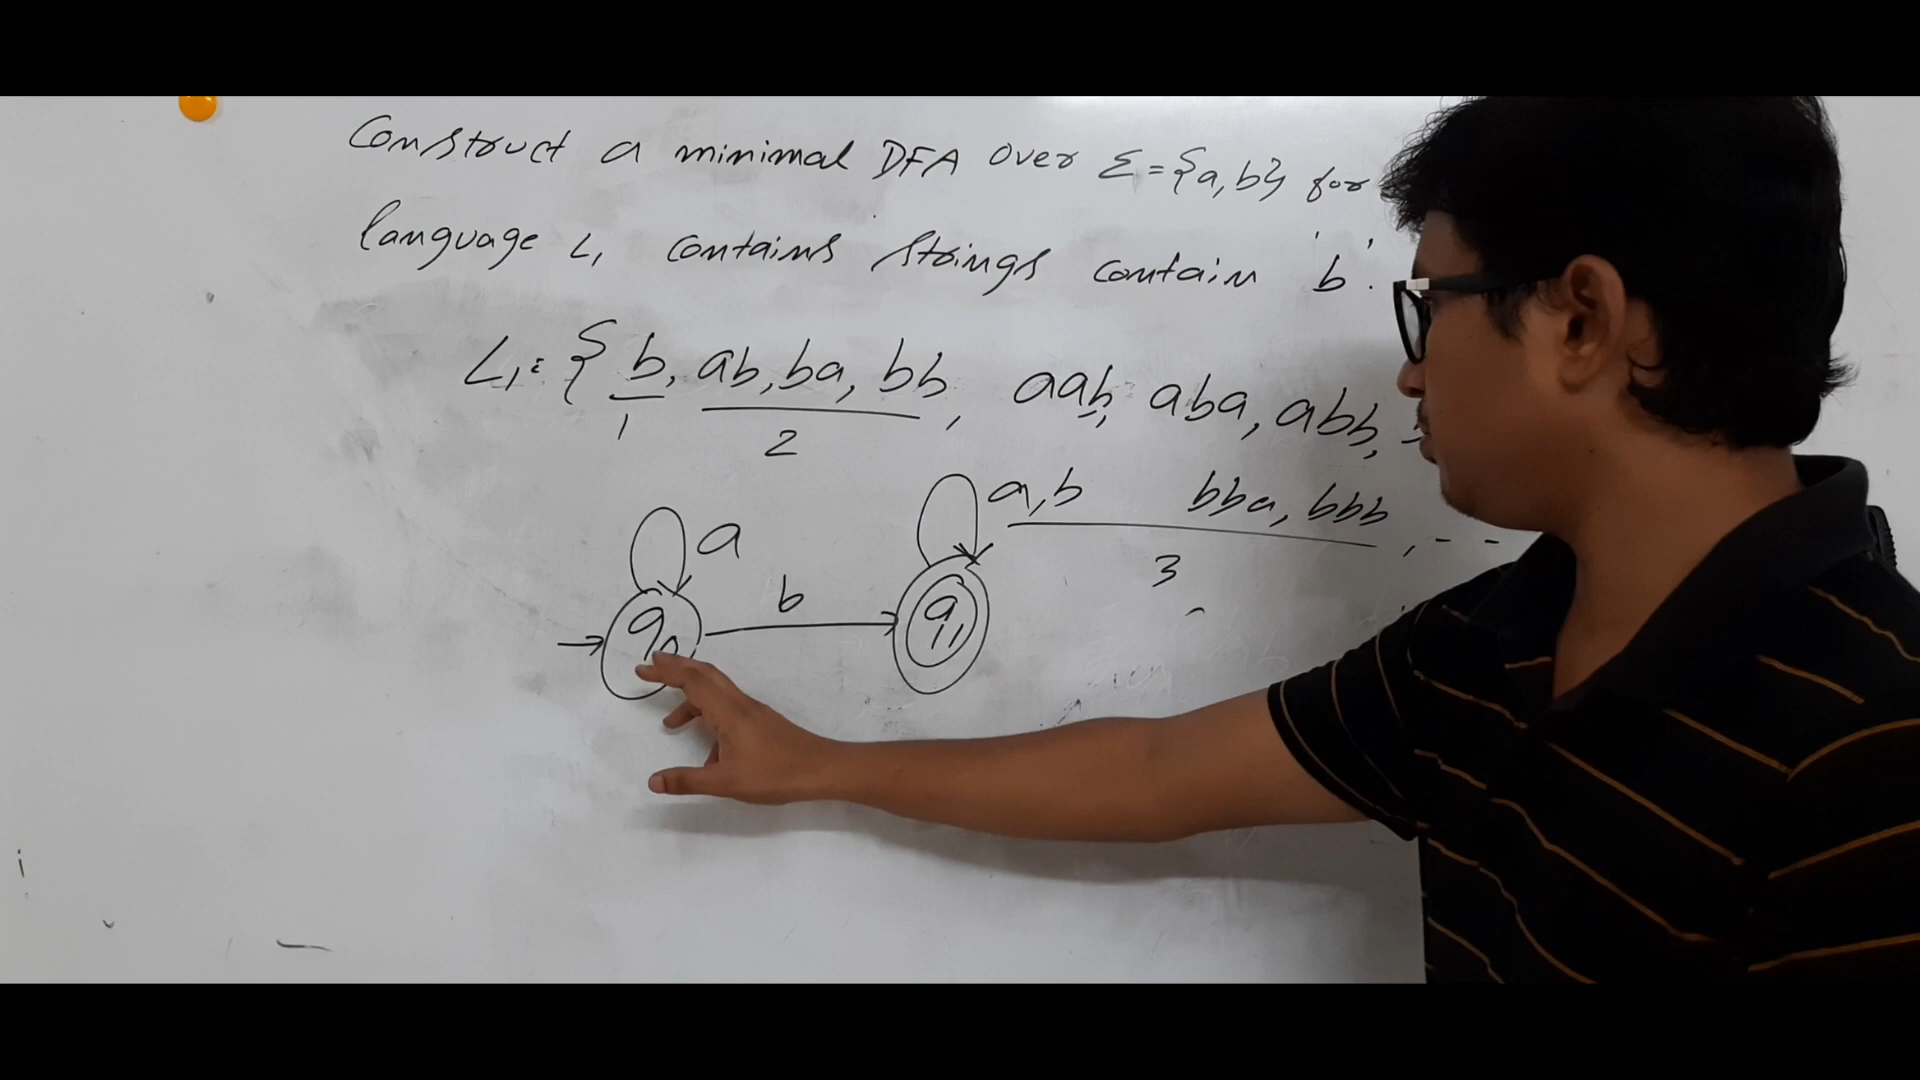 Construct a minimal DFA over Σ={a,b} for
language L₁ contains strings contain 'b'.
L₁ = { b, ab, ba, bb, aab, aba, abb,
1 2
bba, bbb, ---
3
a a,b
b
q₀ q₁